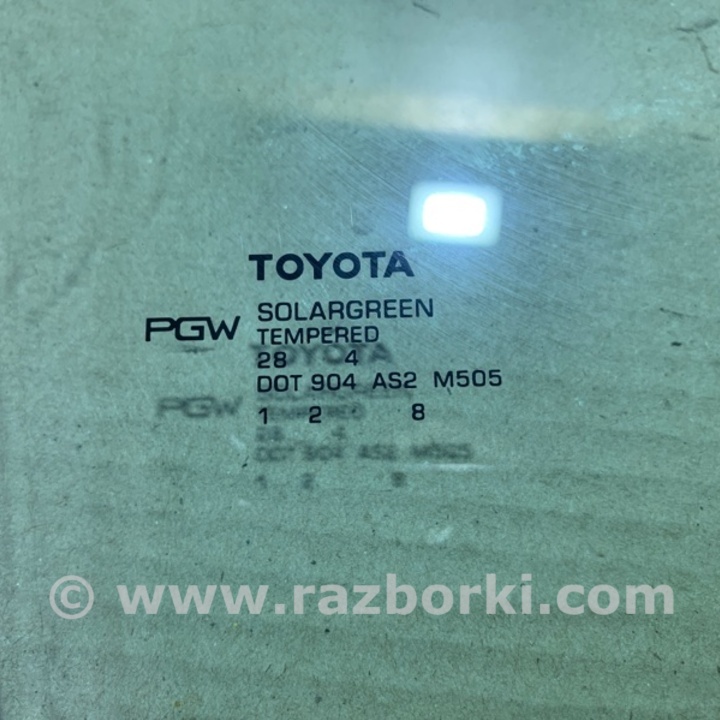 TOYOTA
SOLARGREEN
PGW
TEMPERED
28 4
DOT 904 AS2 M505
1 2 8
© www.razborki.com